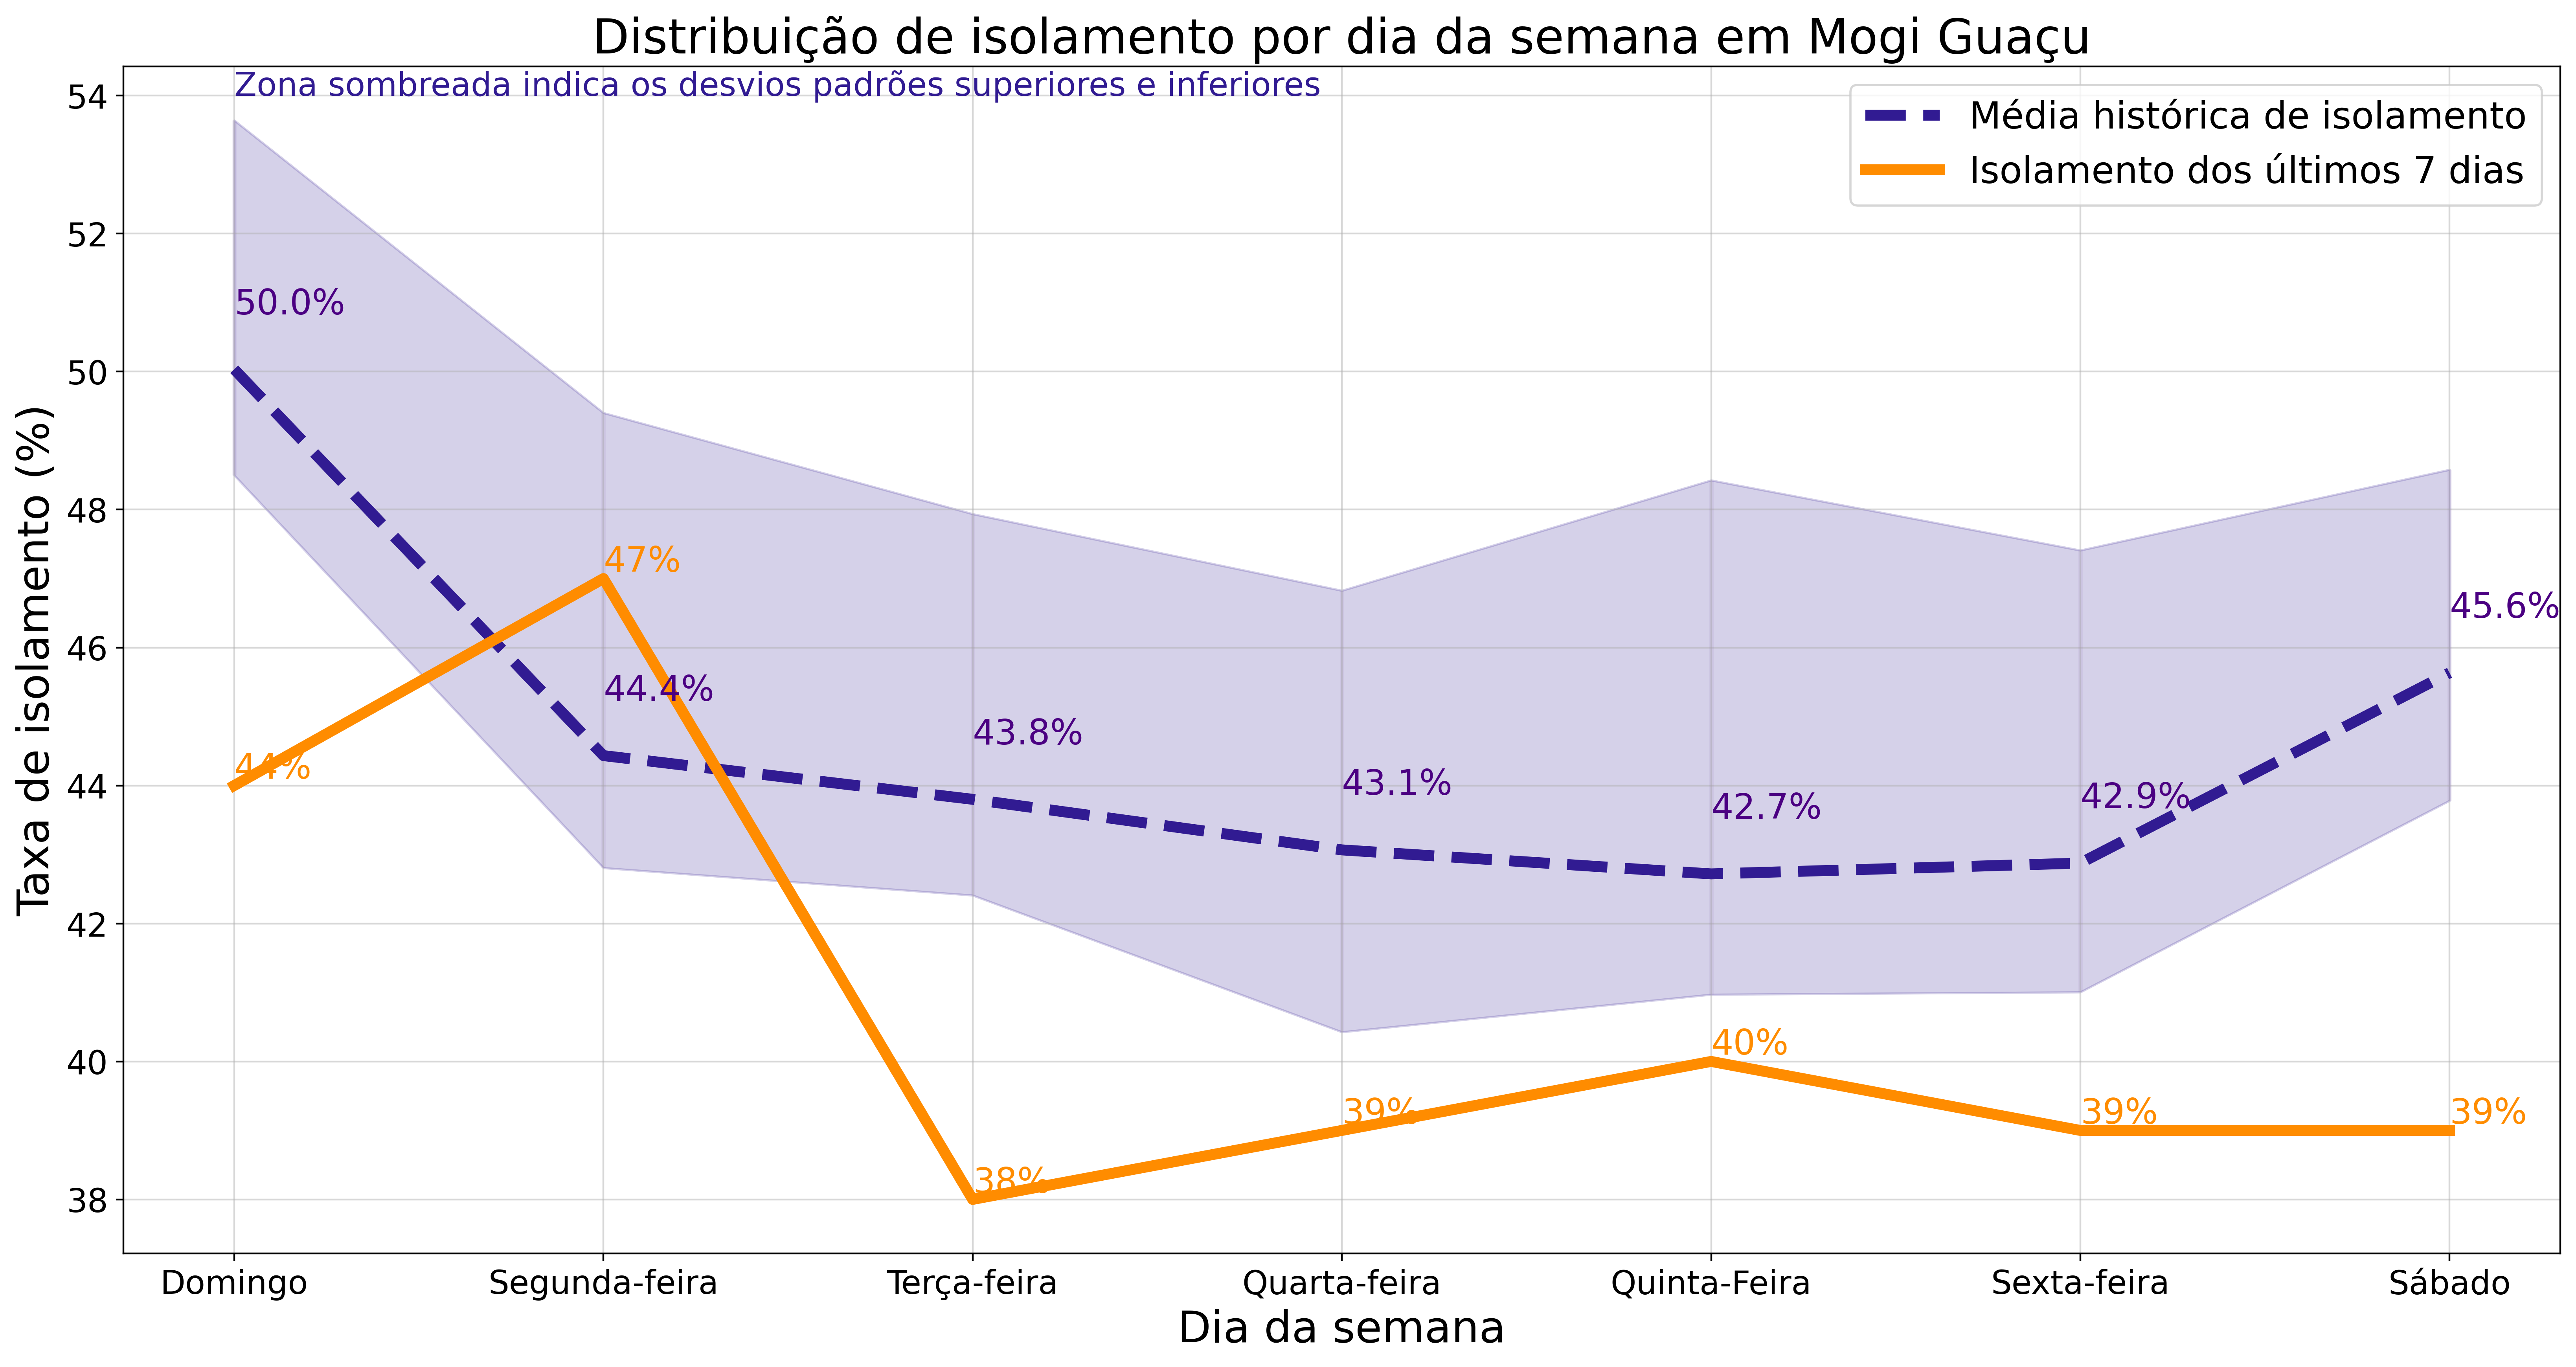 Distribuição de isolamento por dia da semana em Mogi Guaçu
Zona sombreada indica os desvios padrões superiores e inferiores
Média histórica de isolamento
Isolamento dos últimos 7 dias
Taxa de isolamento (%)
54
52
50
48
46
44
42
40
38
50.0%
44.4%
43.8%
43.1%
42.7%
42.9%
45.6%
44%
47%
38%
39%
40%
39%
39%
Domingo
Segunda-feira
Terça-feira
Quarta-feira
Quinta-Feira
Sexta-feira
Sábado
Dia da semana